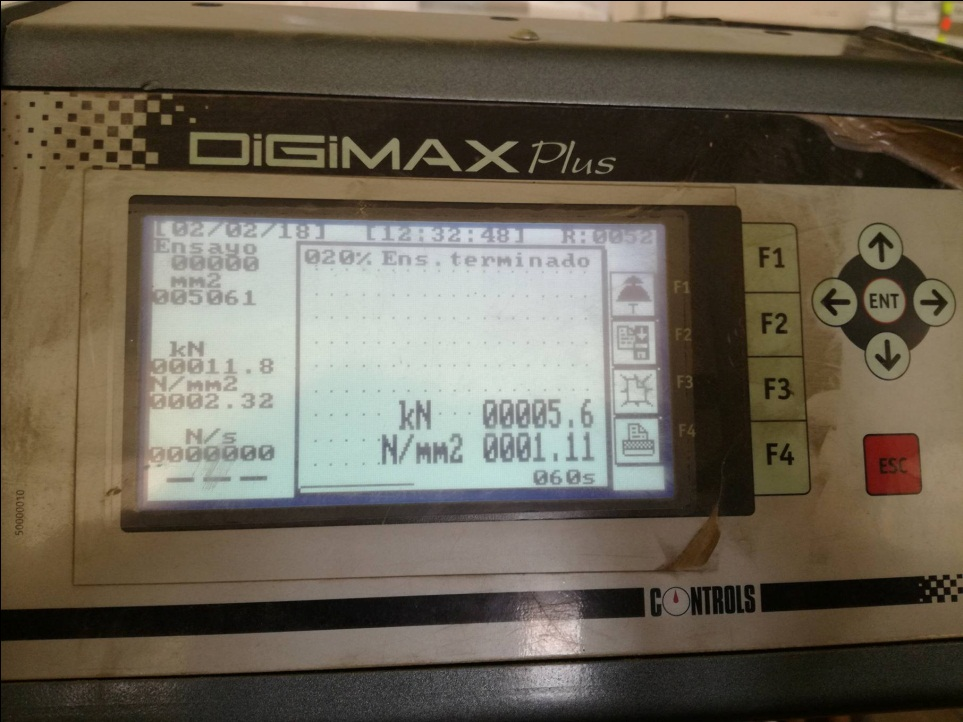 DiGiMAX Plus
[02/02/18] [12:32:48] R:0052
Ensayo
00000
mm2
005061
kN
00011.8
N/mm2
0002.32
N/s
0000000
---
020% Ens.terminado
kN 00005.6
N/mm2 0001.11
060s
T
F1
F2
F3
F4
F1
F2
F3
F4
ENT
ESC
50000010
CONTROLS